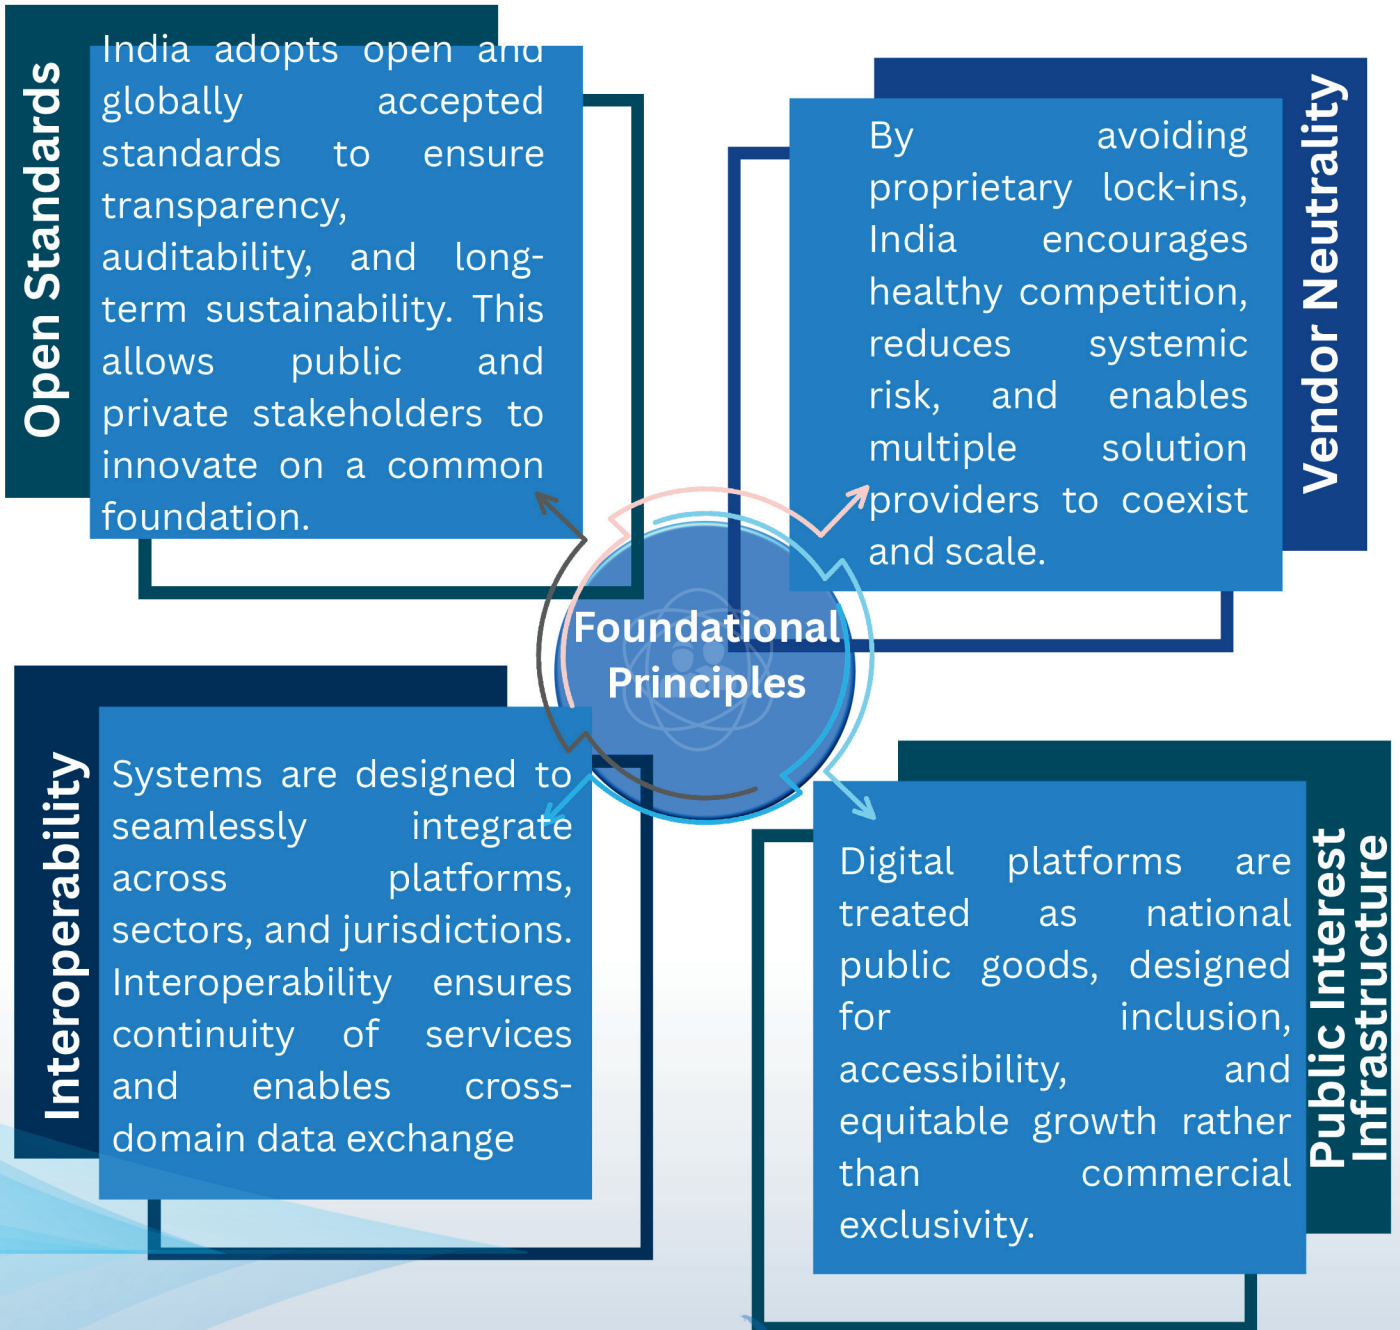 Open Standards
India adopts open and
globally accepted
standards to ensure
transparency,
auditability, and long-
term sustainability. This
allows public and
private stakeholders to
innovate on a common
foundation.
Vendor Neutrality
By avoiding
proprietary lock-ins,
India encourages
healthy competition,
reduces systemic
risk, and enables
multiple solution
providers to coexist
and scale.
Foundational
Principles
Interoperability
Systems are designed to
seamlessly integrate
across platforms,
sectors, and jurisdictions.
Interoperability ensures
continuity of services
and enables cross-
domain data exchange
Public Interest
Infrastructure
Digital platforms are
treated as national
public goods, designed
for inclusion,
accessibility, and
equitable growth rather
than commercial
exclusivity.